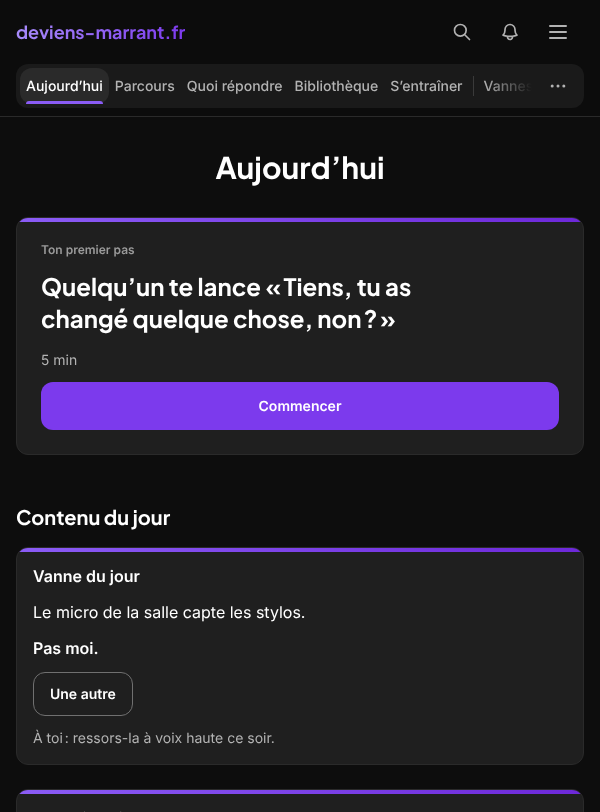 deviens-marrant.fr
Aujourd’hui Parcours Quoi répondre Bibliothèque S’entraîner Vannes
Aujourd’hui
Ton premier pas
Quelqu’un te lance « Tiens, tu as
changé quelque chose, non ? »
5 min
Commencer
Contenu du jour
Vanne du jour
Le micro de la salle capte les stylos.
Pas moi.
Une autre
À toi : ressors-la à voix haute ce soir.